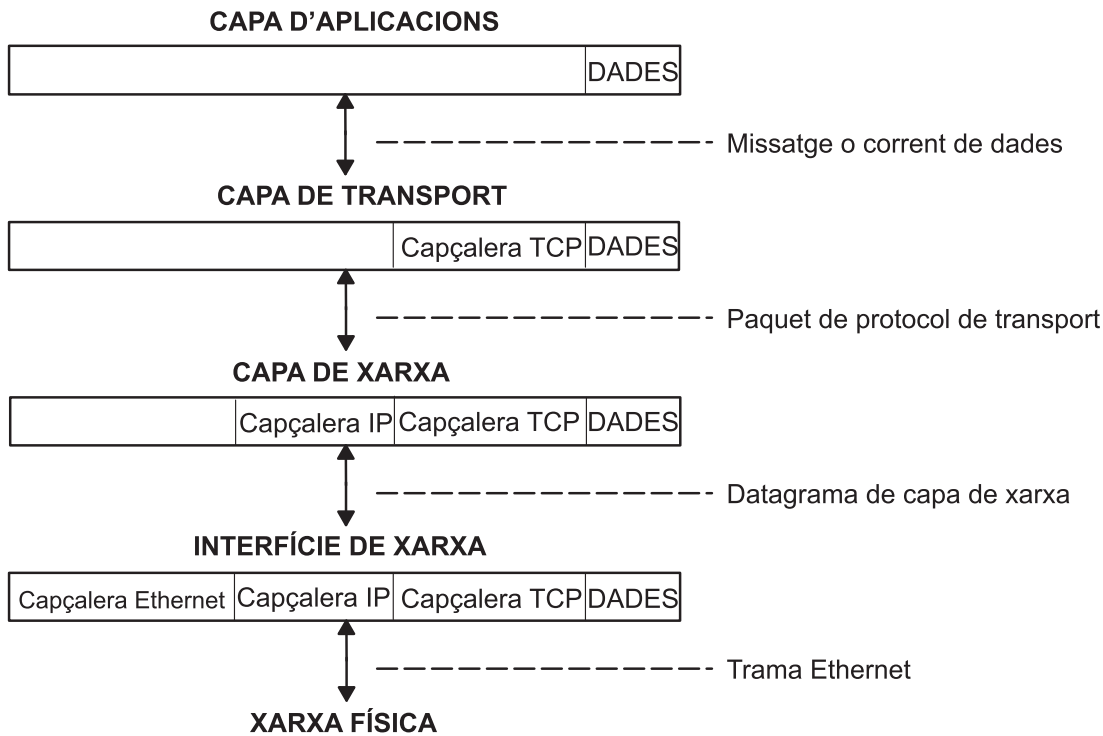 CAPA D'APLICACIONS
DADES
Missatge o corrent de dades
CAPA DE TRANSPORT
Capçalera TCP DADES
Paquet de protocol de transport
CAPA DE XARXA
Capçalera IP Capçalera TCP DADES
Datagrama de capa de xarxa
INTERFÍCIE DE XARXA
Capçalera Ethernet Capçalera IP Capçalera TCP DADES
Trama Ethernet
XARXA FÍSICA